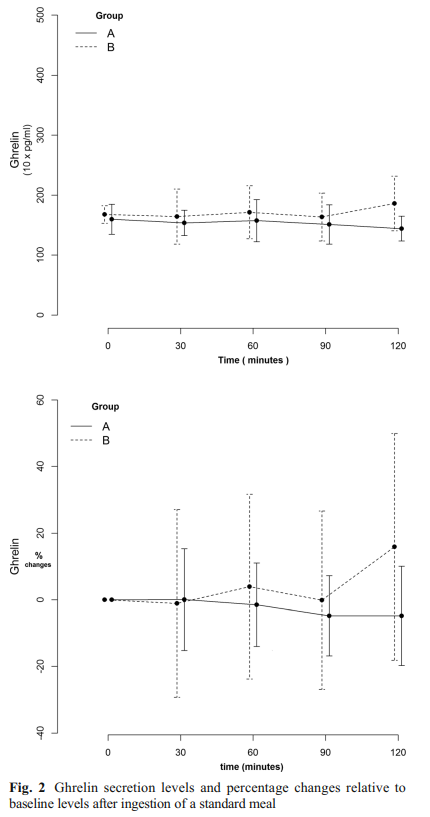 Group
A
B
500
400
300
200
100
0
Ghrelin
(10 x pg/ml)
0 30 60 90 120
Time ( minutes )
Group
A
B
60
40
20
0
-20
-40
Ghrelin
%
changes
0 30 60 90 120
time (minutes)
Fig. 2 Ghrelin secretion levels and percentage changes relative to
baseline levels after ingestion of a standard meal